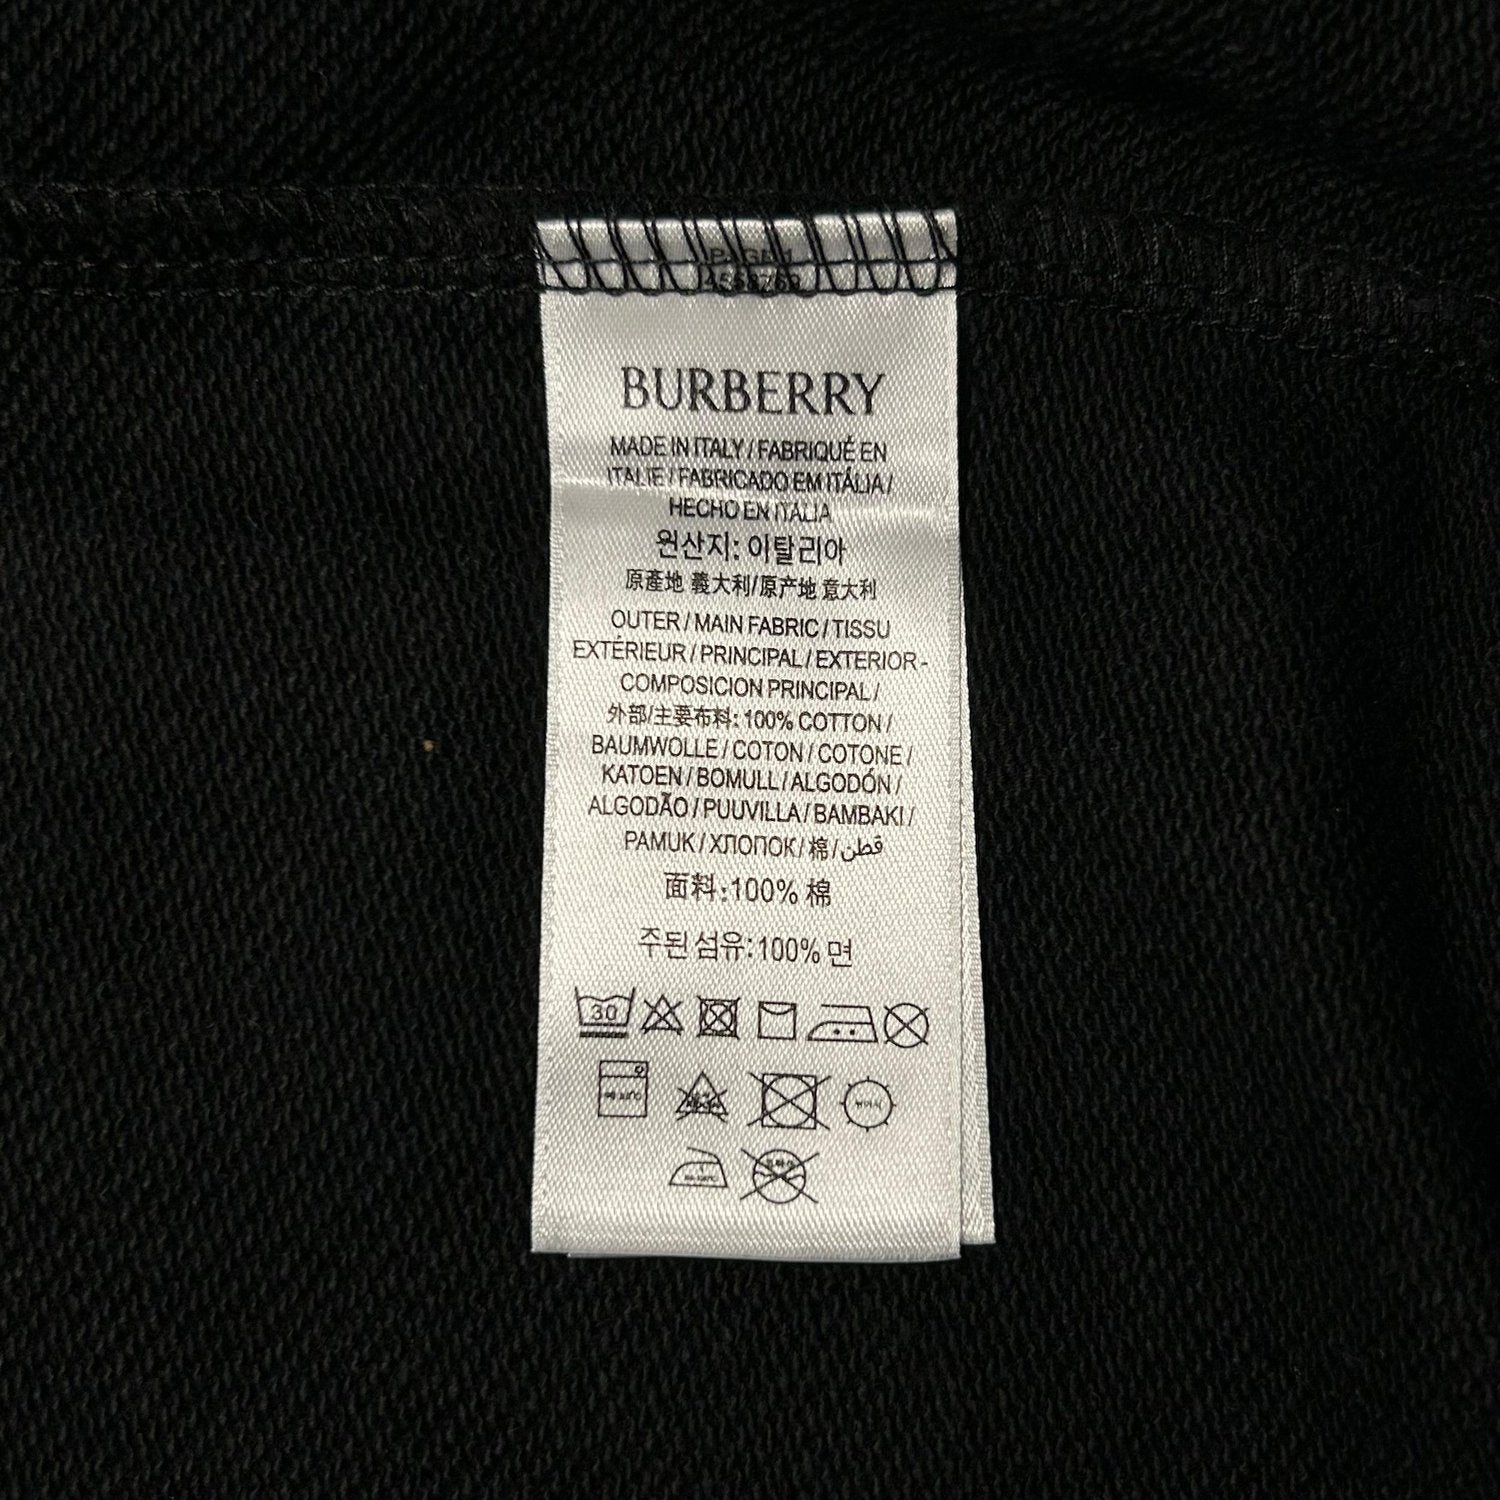 PAGE 1
BURBERRY
MADE IN ITALY / FABRIQUÉ EN
ITALIE / FABRICADO EM ITÁLIA /
HECHO EN ITALIA
원산지: 이탈리아
原產地 義大利/原产地 意大利
OUTER / MAIN FABRIC / TISSU
EXTÉRIEUR / PRINCIPAL / EXTERIOR -
COMPOSICION PRINCIPAL /
外部/主要布料: 100% COTTON /
BAUMWOLLE / COTON / COTONE /
KATOEN / BOMULL / ALGODÓN /
ALGODÃO / PUUVILLA / BAMBAKI /
PAMUK / ХЛОПОК / 棉 / قطن
面料:100% 棉
주된 섬유:100% 면
30